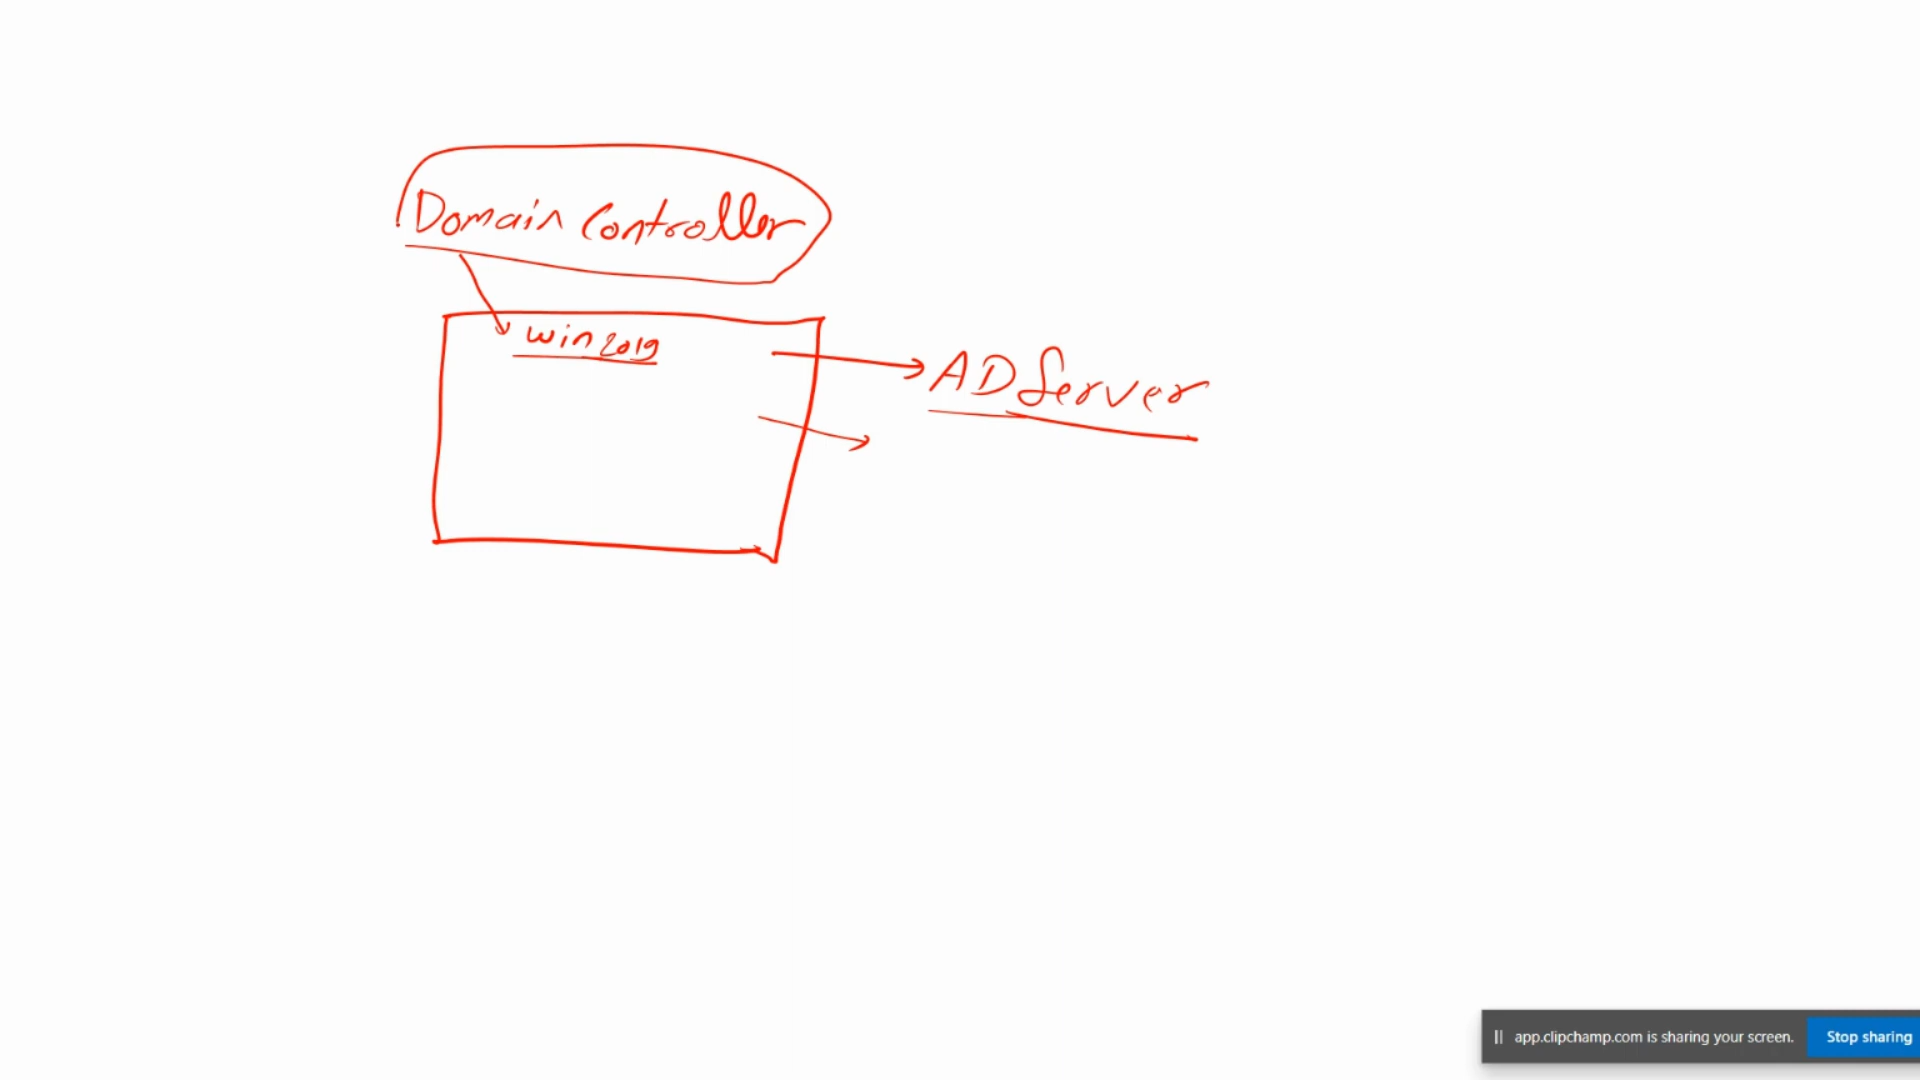 Domain Controller
win 2019
AD Server
app.clipchamp.com is sharing your screen.
Stop sharing